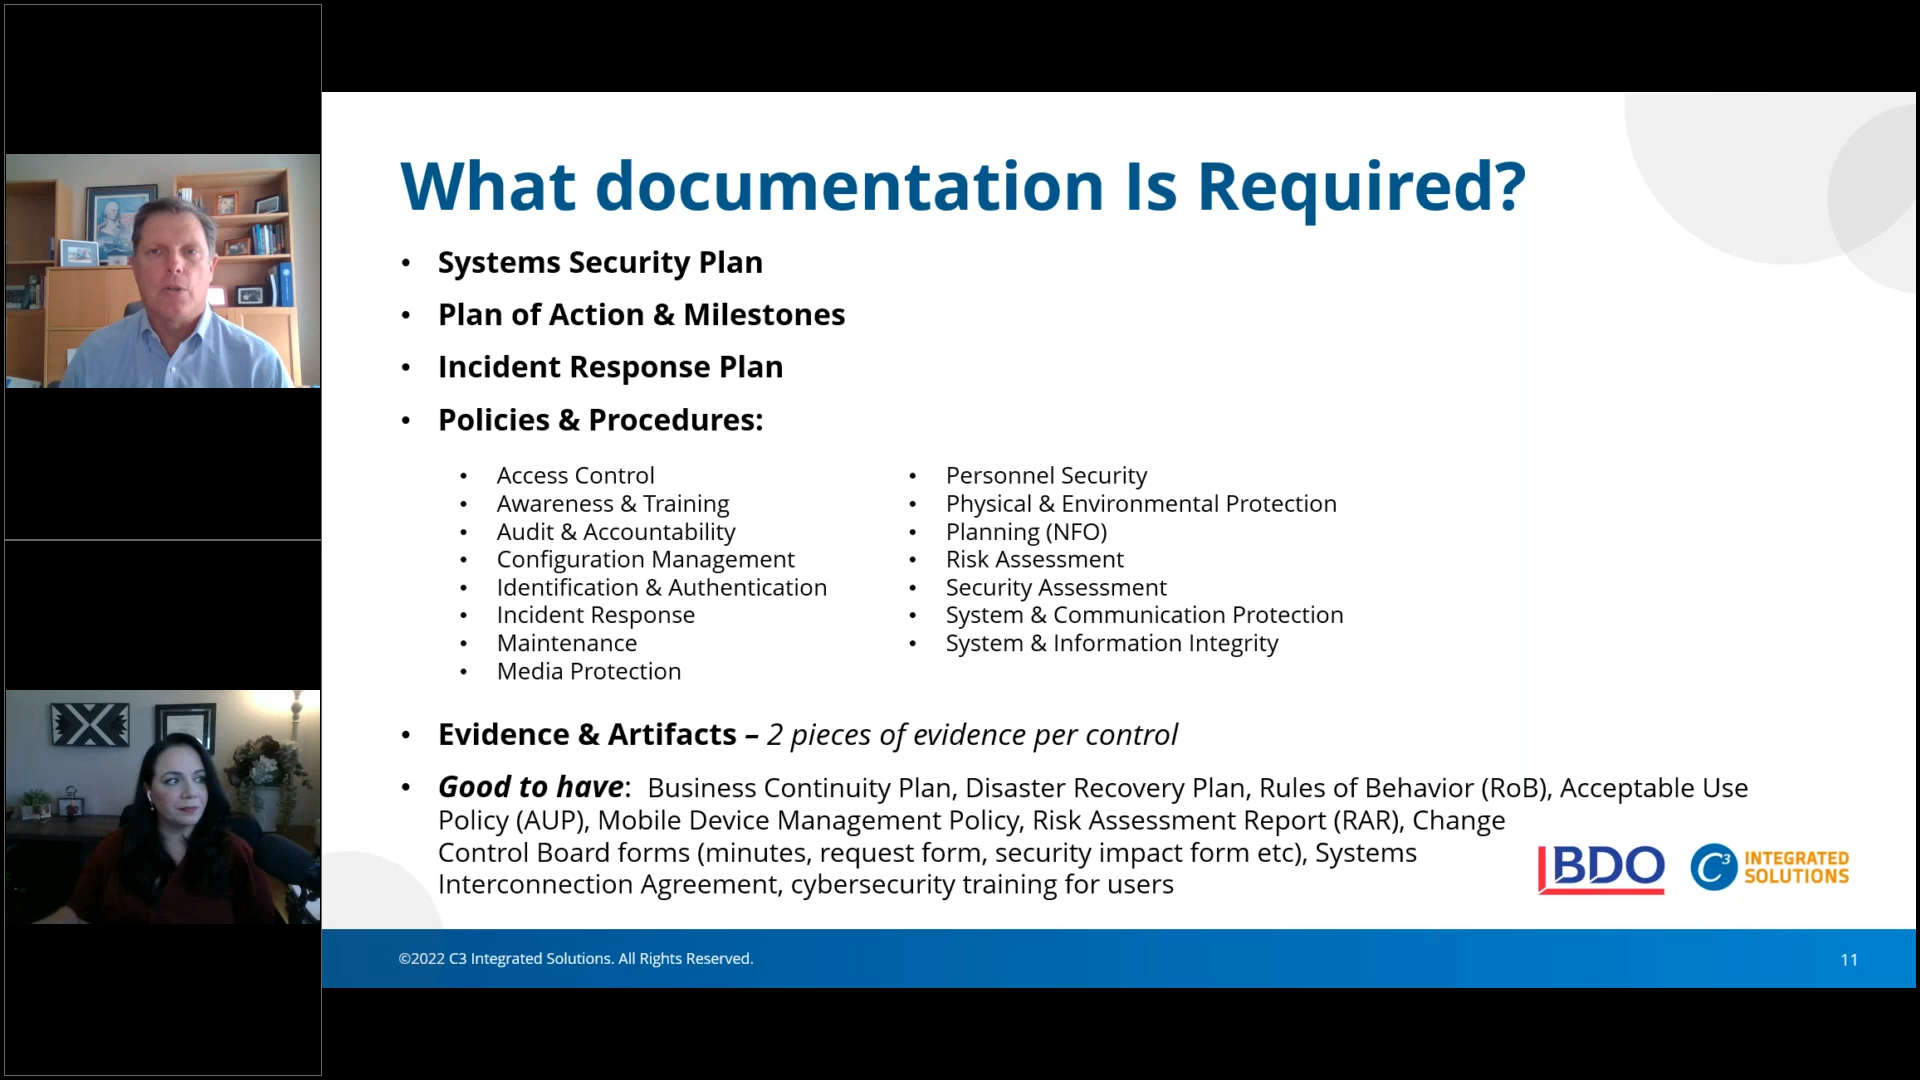 What documentation Is Required?
• Systems Security Plan
• Plan of Action & Milestones
• Incident Response Plan
• Policies & Procedures:
• Access Control
• Awareness & Training
• Audit & Accountability
• Configuration Management
• Identification & Authentication
• Incident Response
• Maintenance
• Media Protection
• Personnel Security
• Physical & Environmental Protection
• Planning (NFO)
• Risk Assessment
• Security Assessment
• System & Communication Protection
• System & Information Integrity
• Evidence & Artifacts – 2 pieces of evidence per control
• Good to have: Business Continuity Plan, Disaster Recovery Plan, Rules of Behavior (RoB), Acceptable Use
Policy (AUP), Mobile Device Management Policy, Risk Assessment Report (RAR), Change
Control Board forms (minutes, request form, security impact form etc), Systems
Interconnection Agreement, cybersecurity training for users
BDO
C3 INTEGRATED
SOLUTIONS
©2022 C3 Integrated Solutions. All Rights Reserved.
11